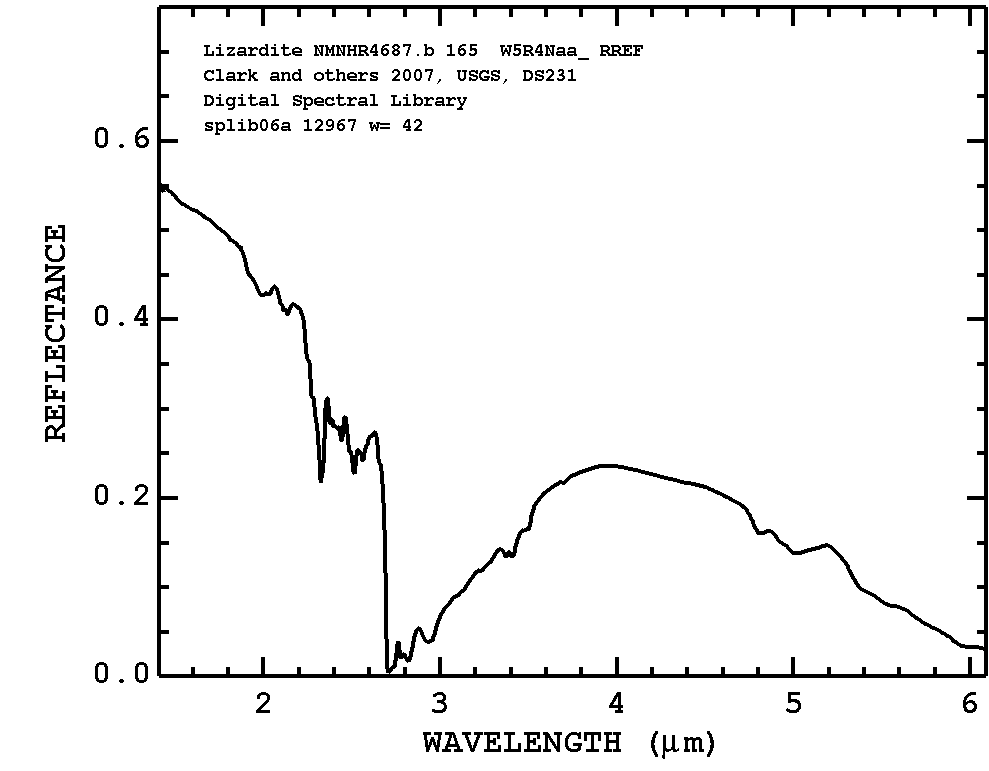 Lizardite NMNHR4687.b 165 W5R4Naa_ RREF
Clark and others 2007, USGS, DS231
Digital Spectral Library
splib06a 12967 w= 42
0.6
0.4
0.2
0.0
REFLECTANCE
2 3 4 5 6
WAVELENGTH (μm)